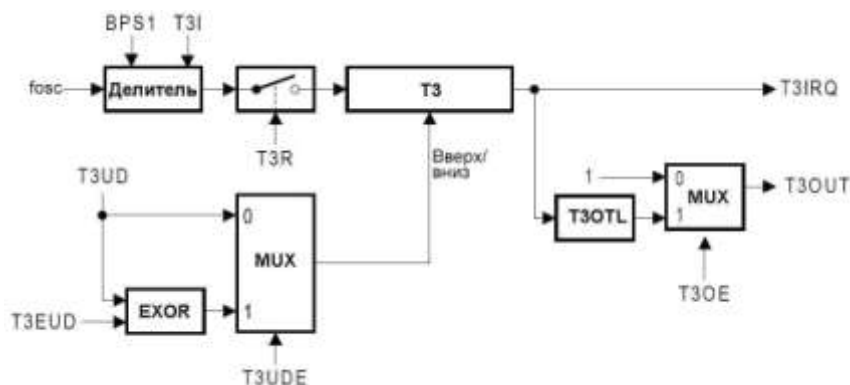 BPS1 T3I
fosc
Делитель
T3
T3IRQ
T3R
Вверх/
вниз
T3UD
1
0
MUX
T3OUT
T3OTL
1
0
MUX
T3OE
EXOR
1
T3EUD
T3UDE